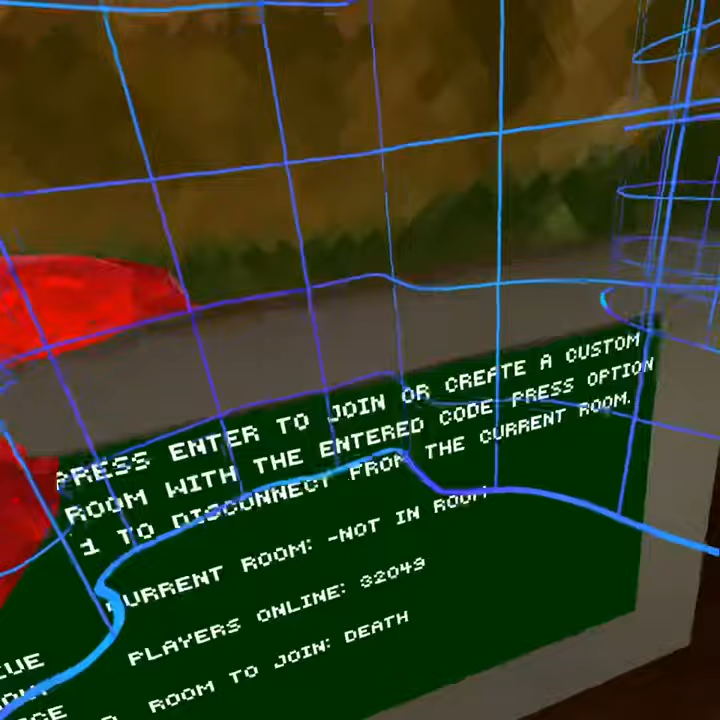 PRESS ENTER TO JOIN OR CREATE A CUSTOM
ROOM WITH THE ENTERED CODE PRESS OPTION
1 TO DISCONNECT FROM THE CURRENT ROOM.
CURRENT ROOM: -NOT IN ROOM
PLAYERS ONLINE: 32049
ROOM TO JOIN: DEATH